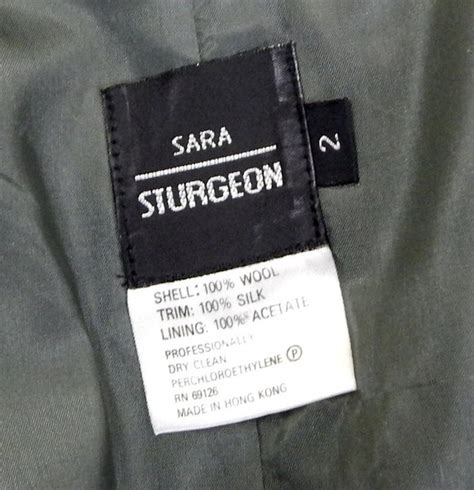 SARA
STURGEON
2
SHELL: 100% WOOL
TRIM: 100% SILK
LINING: 100% ACETATE
PROFESSIONALLY
DRY CLEAN
PERCHLOROETHYLENE Ⓟ
RN 69126
MADE IN HONG KONG